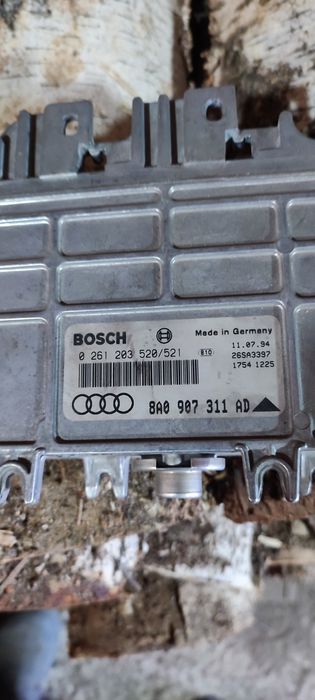 BOSCH
Made in Germany
0 261 203 520/521
B10
11.07.94
26SA3397
1754 1225
8A0 907 311 AD